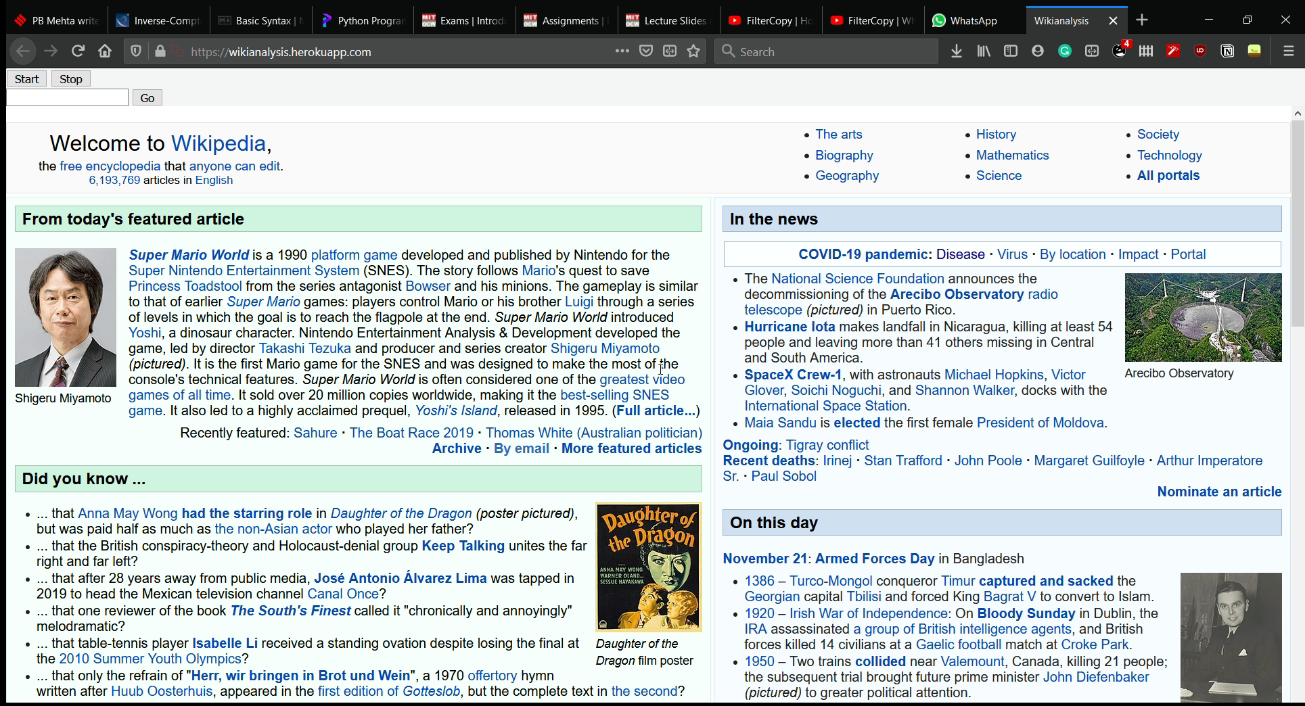 PB Mehta write
Inverse-Compt
Basic Syntax |
Python Progran
Exams | Introd
Assignments |
Lecture Slides
FilterCopy | Ho
FilterCopy | Wh
WhatsApp
Wikianalysis
https://wikianalysis.herokuapp.com
Search
4
Start Stop
Go
Welcome to Wikipedia,
the free encyclopedia that anyone can edit.
6,193,769 articles in English
The arts
Biography
Geography
History
Mathematics
Science
Society
Technology
All portals
From today's featured article
Shigeru Miyamoto
Super Mario World is a 1990 platform game developed and published by Nintendo for the
Super Nintendo Entertainment System (SNES). The story follows Mario's quest to save
Princess Toadstool from the series antagonist Bowser and his minions. The gameplay is similar
to that of earlier Super Mario games: players control Mario or his brother Luigi through a series
of levels in which the goal is to reach the flagpole at the end. Super Mario World introduced
Yoshi, a dinosaur character. Nintendo Entertainment Analysis & Development developed the
game, led by director Takashi Tezuka and producer and series creator Shigeru Miyamoto
(pictured). It is the first Mario game for the SNES and was designed to make the most of the
console's technical features. Super Mario World is often considered one of the greatest video
games of all time. It sold over 20 million copies worldwide, making it the best-selling SNES
game. It also led to a highly acclaimed prequel, Yoshi's Island, released in 1995. (Full article...)
Recently featured: Sahure · The Boat Race 2019 · Thomas White (Australian politician)
Archive · By email · More featured articles
Did you know ...
... that Anna May Wong had the starring role in Daughter of the Dragon (poster pictured),
but was paid half as much as the non-Asian actor who played her father?
... that the British conspiracy-theory and Holocaust-denial group Keep Talking unites the far
right and far left?
... that after 28 years away from public media, José Antonio Álvarez Lima was tapped in
2019 to head the Mexican television channel Canal Once?
... that one reviewer of the book The South's Finest called it "chronically and annoyingly"
melodramatic?
... that table-tennis player Isabelle Li received a standing ovation despite losing the final at
the 2010 Summer Youth Olympics?
... that only the refrain of "Herr, wir bringen in Brot und Wein", a 1970 offertory hymn
written after Huub Oosterhuis, appeared in the first edition of Gotteslob, but the complete text in the second?
Daughter of
the Dragon
ANNA MAY WONG
WARNER OLAND
SESSUE HAYAKAWA
Daughter of the
Dragon film poster
In the news
COVID-19 pandemic: Disease · Virus · By location · Impact · Portal
The National Science Foundation announces the
decommissioning of the Arecibo Observatory radio
telescope (pictured) in Puerto Rico.
Hurricane Iota makes landfall in Nicaragua, killing at least 54
people and leaving more than 41 others missing in Central
and South America.
SpaceX Crew-1, with astronauts Michael Hopkins, Victor
Glover, Soichi Noguchi, and Shannon Walker, docks with the
International Space Station.
Maia Sandu is elected the first female President of Moldova.
Arecibo Observatory
Ongoing: Tigray conflict
Recent deaths: Irinej · Stan Trafford · John Poole · Margaret Guilfoyle · Arthur Imperatore
Sr. · Paul Sobol
Nominate an article
On this day
November 21: Armed Forces Day in Bangladesh
1386 – Turco-Mongol conqueror Timur captured and sacked the
Georgian capital Tbilisi and forced King Bagrat V to convert to Islam.
1920 – Irish War of Independence: On Bloody Sunday in Dublin, the
IRA assassinated a group of British intelligence agents, and British
forces killed 14 civilians at a Gaelic football match at Croke Park.
1950 – Two trains collided near Valemount, Canada, killing 21 people;
the subsequent trial brought future prime minister John Diefenbaker
(pictured) to greater political attention.